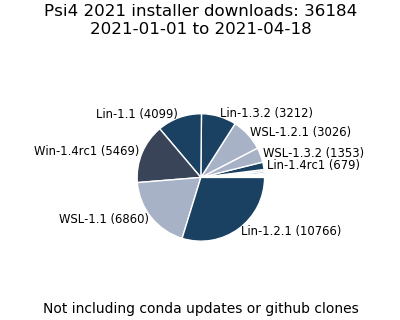 Psi4 2021 installer downloads: 36184
2021-01-01 to 2021-04-18
Lin-1.1 (4099)
Lin-1.3.2 (3212)
WSL-1.2.1 (3026)
Win-1.4rc1 (5469)
WSL-1.3.2 (1353)
Lin-1.4rc1 (679)
WSL-1.1 (6860)
Lin-1.2.1 (10766)
Not including conda updates or github clones